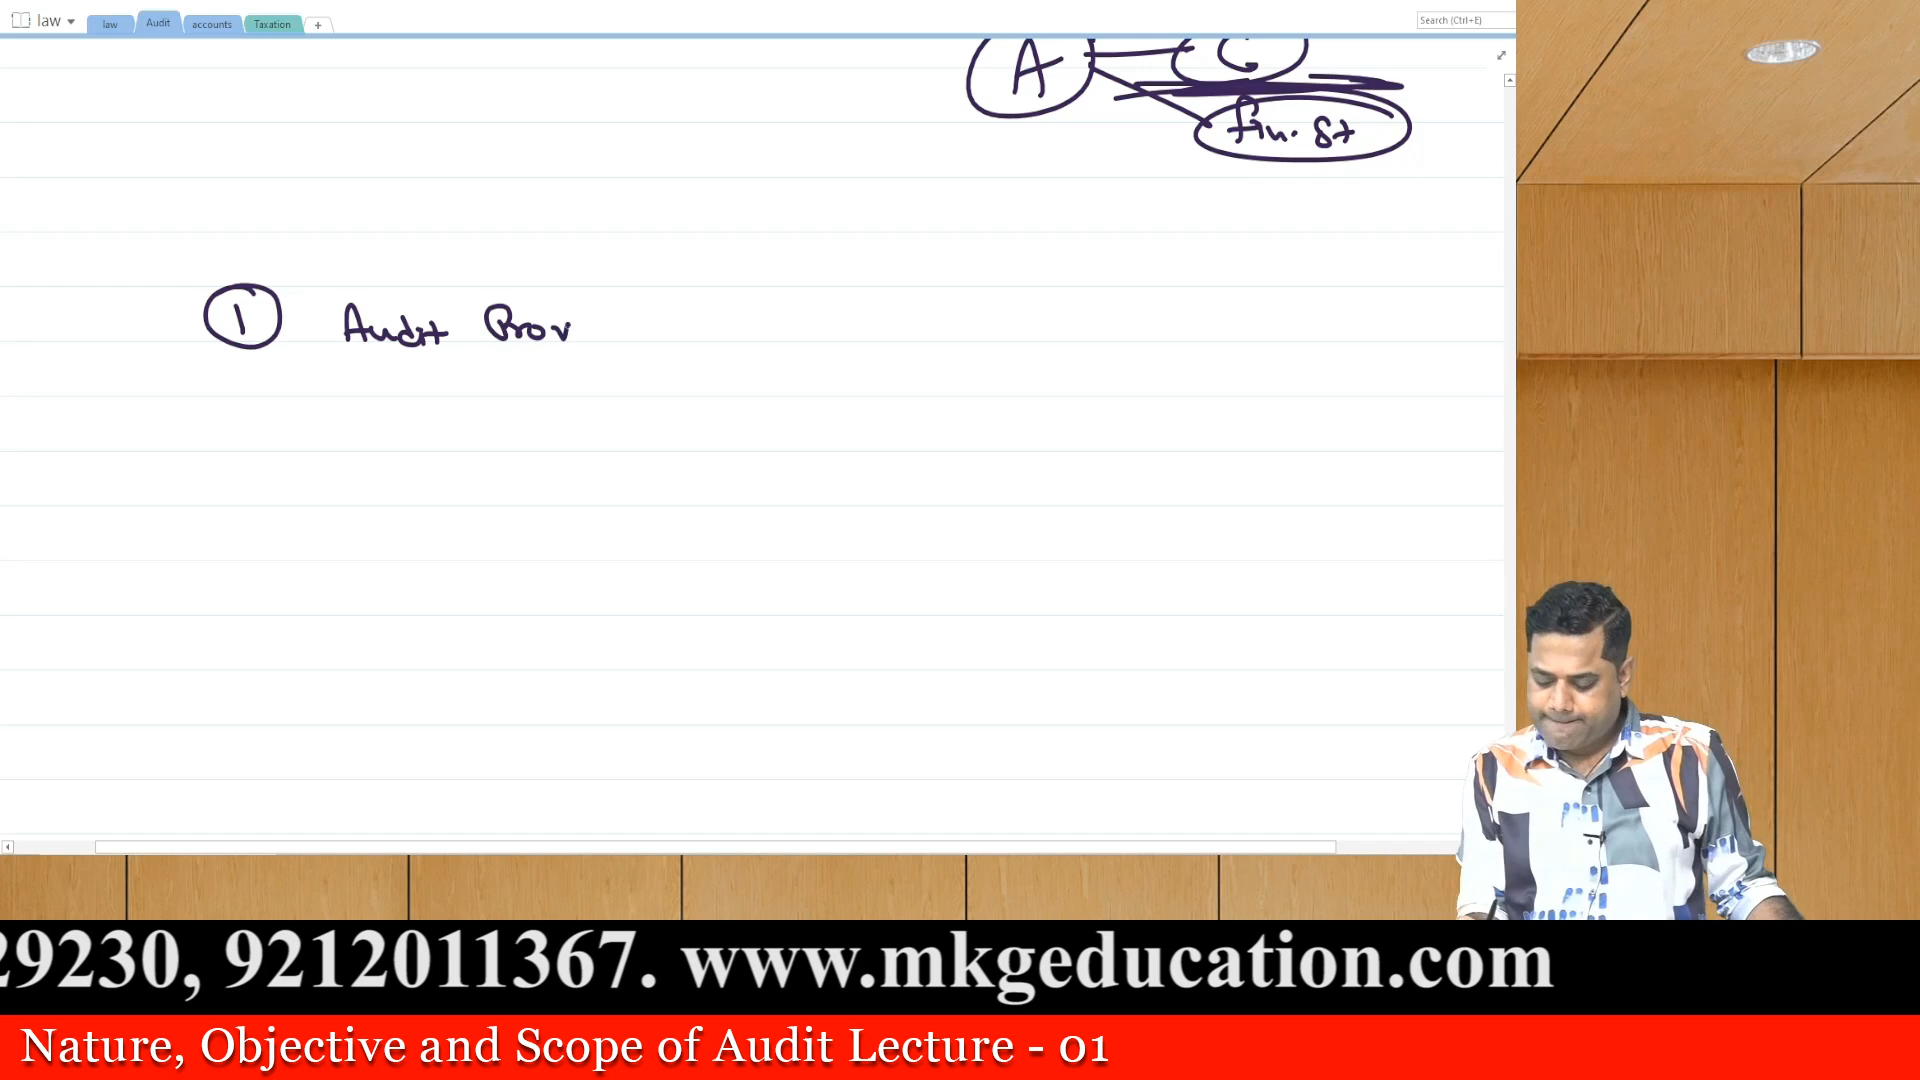 law
law Audit accounts Taxation +
Search (Ctrl+E)
A C
fin. St
1 Audit Prov
29230, 9212011367. www.mkgeducation.com
Nature, Objective and Scope of Audit Lecture - 01